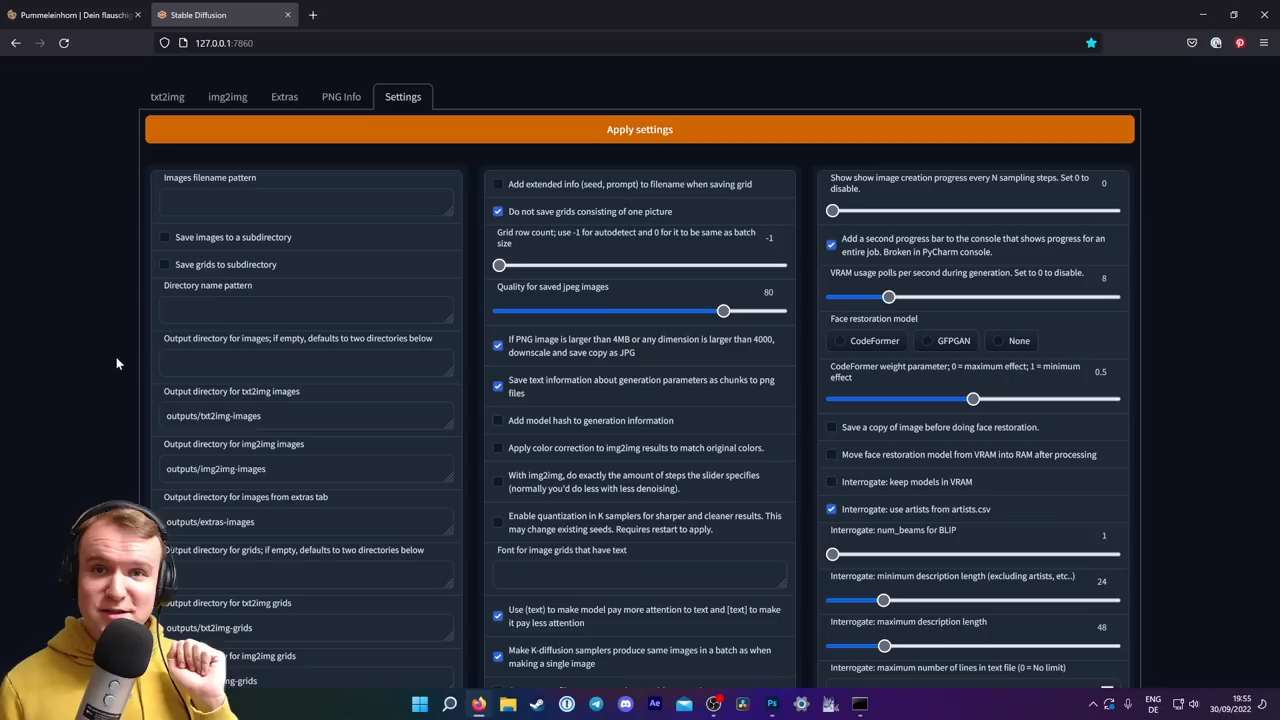 Pummeleinhorn | Dein flauschig
Stable Diffusion
127.0.0.1:7860
txt2img
img2img
Extras
PNG Info
Settings
Apply settings
Images filename pattern
Save images to a subdirectory
Save grids to subdirectory
Directory name pattern
Output directory for images; if empty, defaults to two directories below
Output directory for txt2img images
outputs/txt2img-images
Output directory for img2img images
outputs/img2img-images
Output directory for images from extras tab
outputs/extras-images
Output directory for grids; if empty, defaults to two directories below
Output directory for txt2img grids
outputs/txt2img-grids
for img2img grids
-grids
Add extended info (seed, prompt) to filename when saving grid
Do not save grids consisting of one picture
Grid row count; use -1 for autodetect and 0 for it to be same as batch
size
-1
Quality for saved jpeg images
80
If PNG image is larger than 4MB or any dimension is larger than 4000,
downscale and save copy as JPG
Save text information about generation parameters as chunks to png
files
Add model hash to generation information
Apply color correction to img2img results to match original colors.
With img2img, do exactly the amount of steps the slider specifies
(normally you'd do less with less denoising).
Enable quantization in K samplers for sharper and cleaner results. This
may change existing seeds. Requires restart to apply.
Font for image grids that have text
Use (text) to make model pay more attention to text and [text] to make
it pay less attention
Make K-diffusion samplers produce same images in a batch as when
making a single image
Show show image creation progress every N sampling steps. Set 0 to
disable.
0
Add a second progress bar to the console that shows progress for an
entire job. Broken in PyCharm console.
VRAM usage polls per second during generation. Set to 0 to disable.
8
Face restoration model
CodeFormer
GFPGAN
None
CodeFormer weight parameter; 0 = maximum effect; 1 = minimum
effect
0.5
Save a copy of image before doing face restoration.
Move face restoration model from VRAM into RAM after processing
Interrogate: keep models in VRAM
Interrogate: use artists from artists.csv
Interrogate: num_beams for BLIP
1
Interrogate: minimum description length (excluding artists, etc..)
24
Interrogate: maximum description length
48
Interrogate: maximum number of lines in text file (0 = No limit)
Ae
Ps
ENG
DE
19:55
30/09/2022